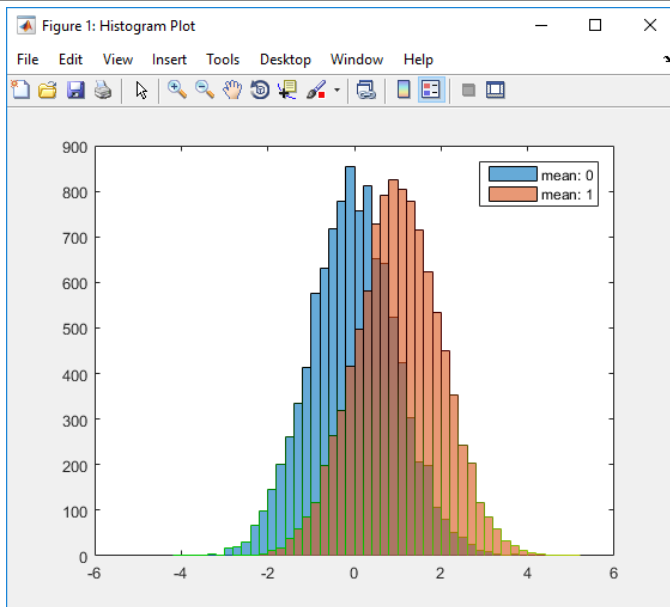 Figure 1: Histogram Plot
File Edit View Insert Tools Desktop Window Help
900
800
700
600
500
400
300
200
100
0
-6 -4 -2 0 2 4 6
mean: 0
mean: 1